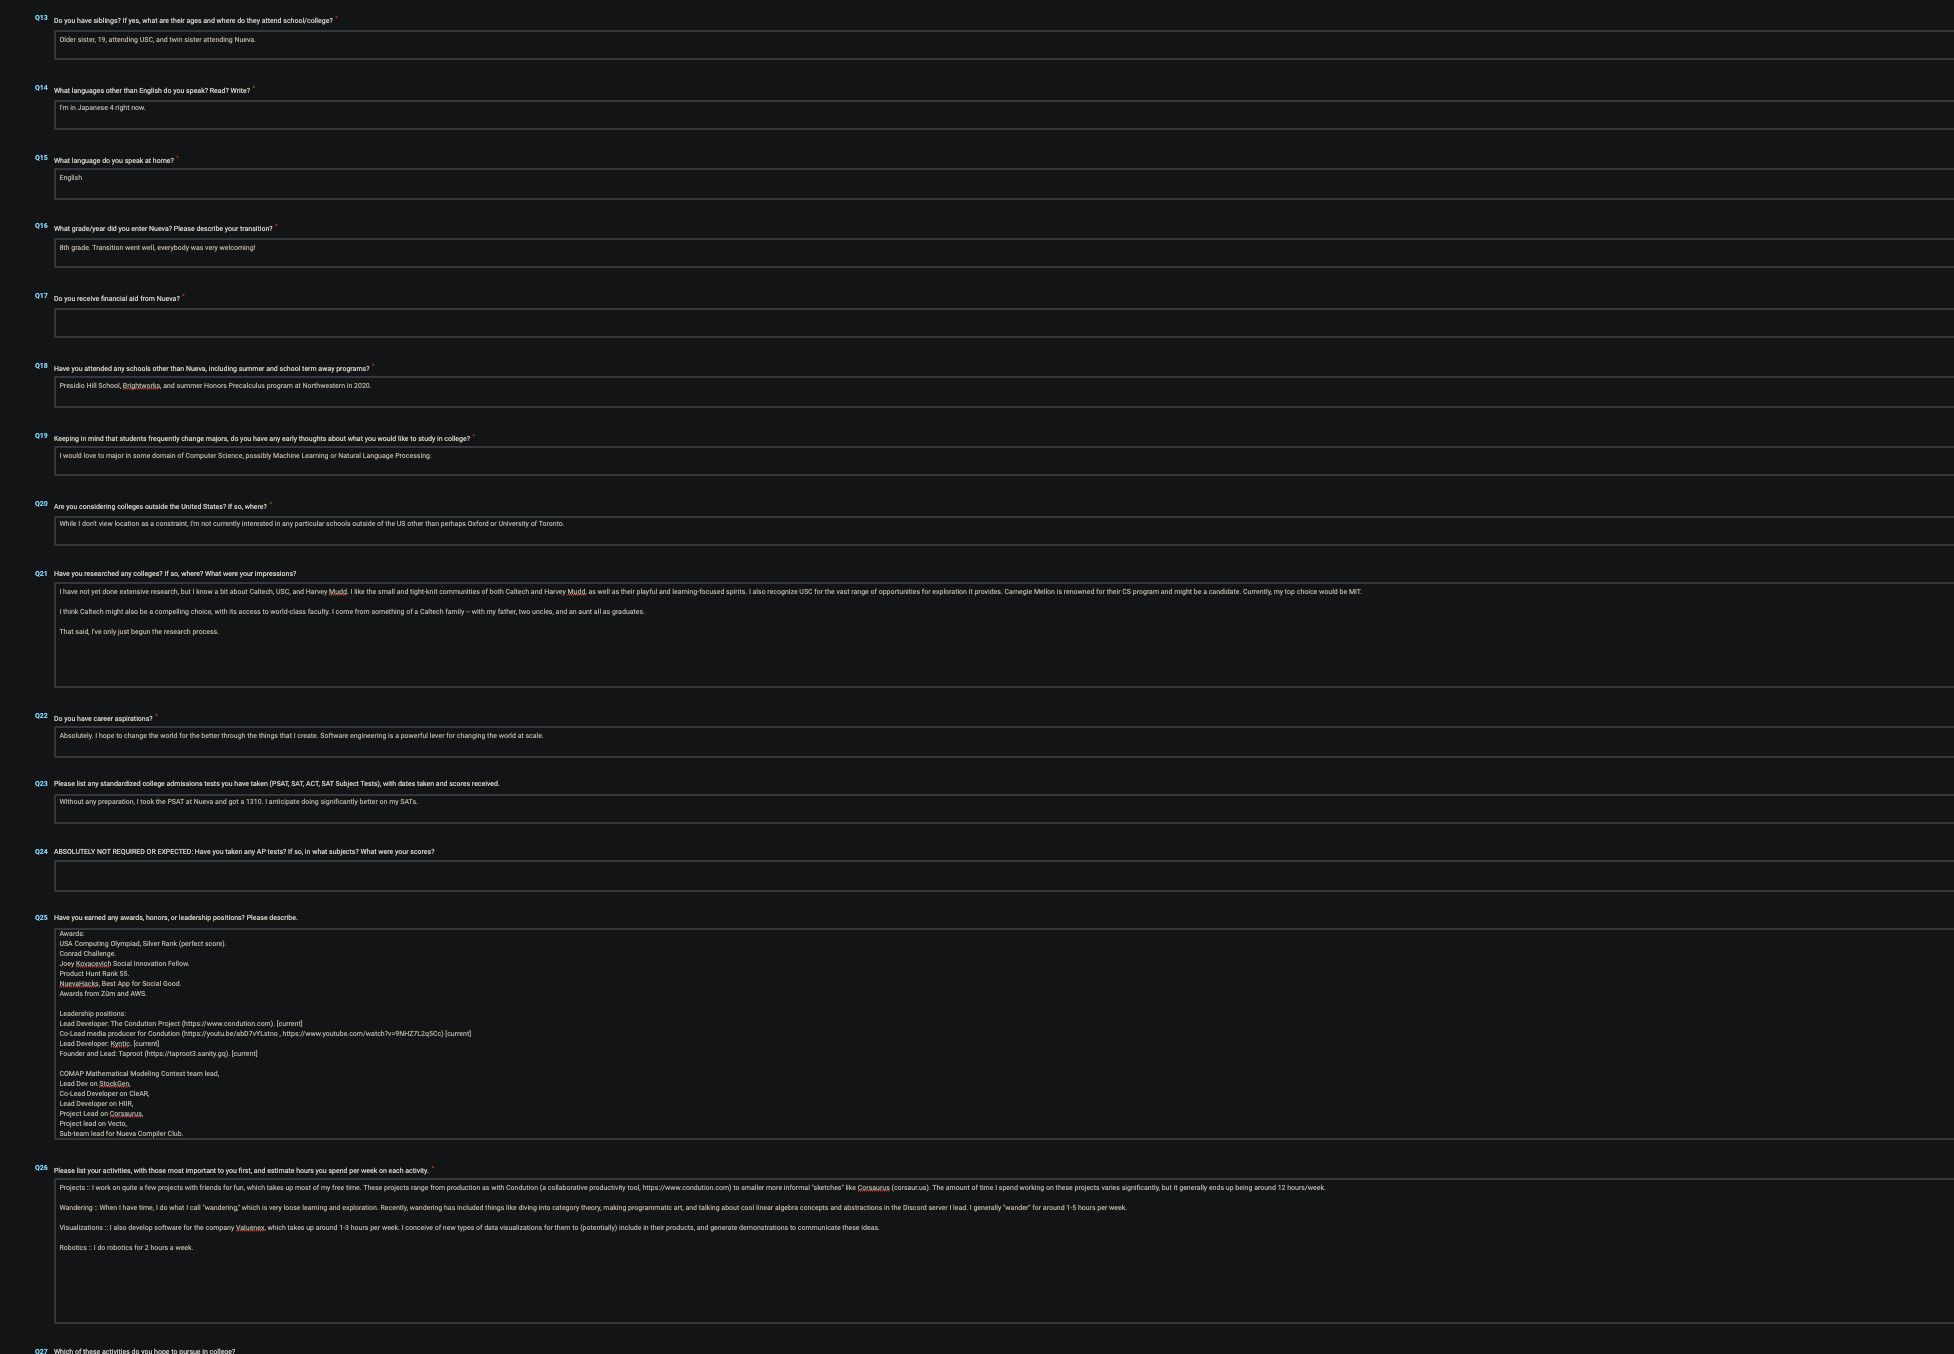 Q13 Do you have siblings? If yes, what are their ages and where do they attend school/college? *
Older sister, 19, attending USC, and twin sister attending Nueva.
Q14 What languages other than English do you speak? Read? Write? *
I'm in Japanese 4 right now.
Q15 What language do you speak at home? *
English
Q16 What grade/year did you enter Nueva? Please describe your transition? *
8th grade. Transition went well, everybody was very welcoming!
Q17 Do you receive financial aid from Nueva? *
Q18 Have you attended any schools other than Nueva, including summer and school term away programs? *
Presidio Hill School, Brightworks, and summer Honors Precalculus program at Northwestern in 2020.
Q19 Keeping in mind that students frequently change majors, do you have any early thoughts about what you would like to study in college? *
I would love to major in some domain of Computer Science, possibly Machine Learning or Natural Language Processing.
Q20 Are you considering colleges outside the United States? If so, where? *
While I don't view location as a constraint, I'm not currently interested in any particular schools outside of the US other than perhaps Oxford or University of Toronto.
Q21 Have you researched any colleges? If so, where? What were your impressions?
I have not yet done extensive research, but I know a bit about Caltech, USC, and Harvey Mudd. I like the small and tight-knit communities of both Caltech and Harvey Mudd, as well as their playful and learning-focused spirits. I also recognize USC for the vast range of opportunities for exploration it provides. Carnegie Mellon is renowned for their CS program and might be a candidate. Currently, my top choice would be MIT.
I think Caltech might also be a compelling choice, with its access to world-class faculty. I come from something of a Caltech family – with my father, two uncles, and an aunt all as graduates.
That said, I've only just begun the research process.
Q22 Do you have career aspirations? *
Absolutely. I hope to change the world for the better through the things that I create. Software engineering is a powerful lever for changing the world at scale.
Q23 Please list any standardized college admissions tests you have taken (PSAT, SAT, ACT, SAT Subject Tests), with dates taken and scores received.
Without any preparation, I took the PSAT at Nueva and got a 1310. I anticipate doing significantly better on my SATs.
Q24 ABSOLUTELY NOT REQUIRED OR EXPECTED: Have you taken any AP tests? If so, in what subjects? What were your scores?
Q25 Have you earned any awards, honors, or leadership positions? Please describe.
Awards:
USA Computing Olympiad, Silver Rank (perfect score).
Conrad Challenge.
Joey Kovacevich Social Innovation Fellow.
Product Hunt Rank 55.
NuevaHacks, Best App for Social Good.
Awards from Züm and AWS.
Leadership positions:
Lead Developer: The Condution Project (https://www.condution.com). [current]
Co-Lead media producer for Condution (https://youtu.be/abD7vYLstno , https://www.youtube.com/watch?v=9NHZ7L2q5Cc) [current]
Lead Developer: Kyntic. [current]
Founder and Lead: Taproot (https://taproot3.sanity.gq). [current]
COMAP Mathematical Modeling Contest team lead,
Lead Dev on StockGen,
Co-Lead Developer on CleAR,
Lead Developer on HIIR,
Project Lead on Corsaurus,
Project lead on Vecto,
Sub-team lead for Nueva Compiler Club.
Q26 Please list your activities, with those most important to you first, and estimate hours you spend per week on each activity. *
Projects :: I work on quite a few projects with friends for fun, which takes up most of my free time. These projects range from production as with Condution (a collaborative productivity tool, https://www.condution.com) to smaller more informal "sketches" like Corsaurus (corsaur.us). The amount of time I spend working on these projects varies significantly, but it generally ends up being around 12 hours/week.
Wandering :: When I have time, I do what I call "wandering," which is very loose learning and exploration. Recently, wandering has included things like diving into category theory, making programmatic art, and talking about cool linear algebra concepts and abstractions in the Discord server I lead. I generally "wander" for around 1-5 hours per week.
Visualizations :: I also develop software for the company Valuenex, which takes up around 1-3 hours per week. I conceive of new types of data visualizations for them to (potentially) include in their products, and generate demonstrations to communicate these ideas.
Robotics :: I do robotics for 2 hours a week.
Q27 Which of these activities do you hope to pursue in college?